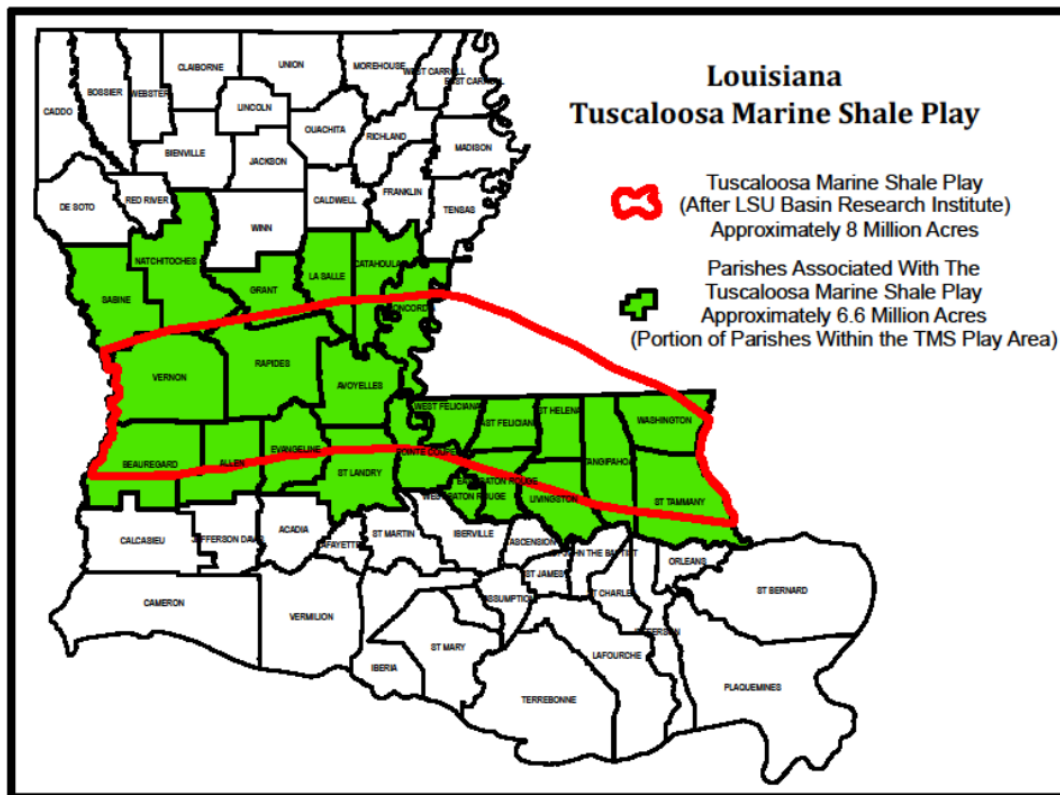 Louisiana
Tuscaloosa Marine Shale Play
Tuscaloosa Marine Shale Play
(After LSU Basin Research Institute)
Approximately 8 Million Acres
Parishes Associated With The
Tuscaloosa Marine Shale Play
Approximately 6.6 Million Acres
(Portion of Parishes Within the TMS Play Area)
CADDO
BOSSIER
WEBSTER
CLAIBORNE
UNION
MOREHOUSE
WEST CARROLL
EAST CARROLL
LINCOLN
OUACHITA
RICHLAND
MADISON
BIENVILLE
JACKSON
FRANKLIN
CALDWELL
TENSAS
DE SOTO
RED RIVER
WINN
NATCHITOCHES
SABINE
GRANT
LA SALLE
CATAHOULA
CONCORD
VERNON
RAPIDES
AVOYELLES
BEAUREGARD
ALLEN
EVANGELINE
ST LANDRY
POINTE COUPEE
WEST FELICIANA
AST FELICIAN
ST HELENA
TANGIPAHOA
WASHINGTON
EAST BATON ROUGE
WEST BATON ROUGE
LIVINGSTON
ST TAMMANY
CALCASIEU
JEFFERSON DAVIS
ACADIA
LAFAYETTE
ST MARTIN
IBERVILLE
ASCENSION
ST JOHN THE BAPTIST
ST JAMES
ST CHARLES
ORLEANS
ST BERNARD
CAMERON
VERMILION
IBERIA
ST MARY
ASSUMPTION
TERREBONNE
LAFOURCHE
JEFFERSON
PLAQUEMINES